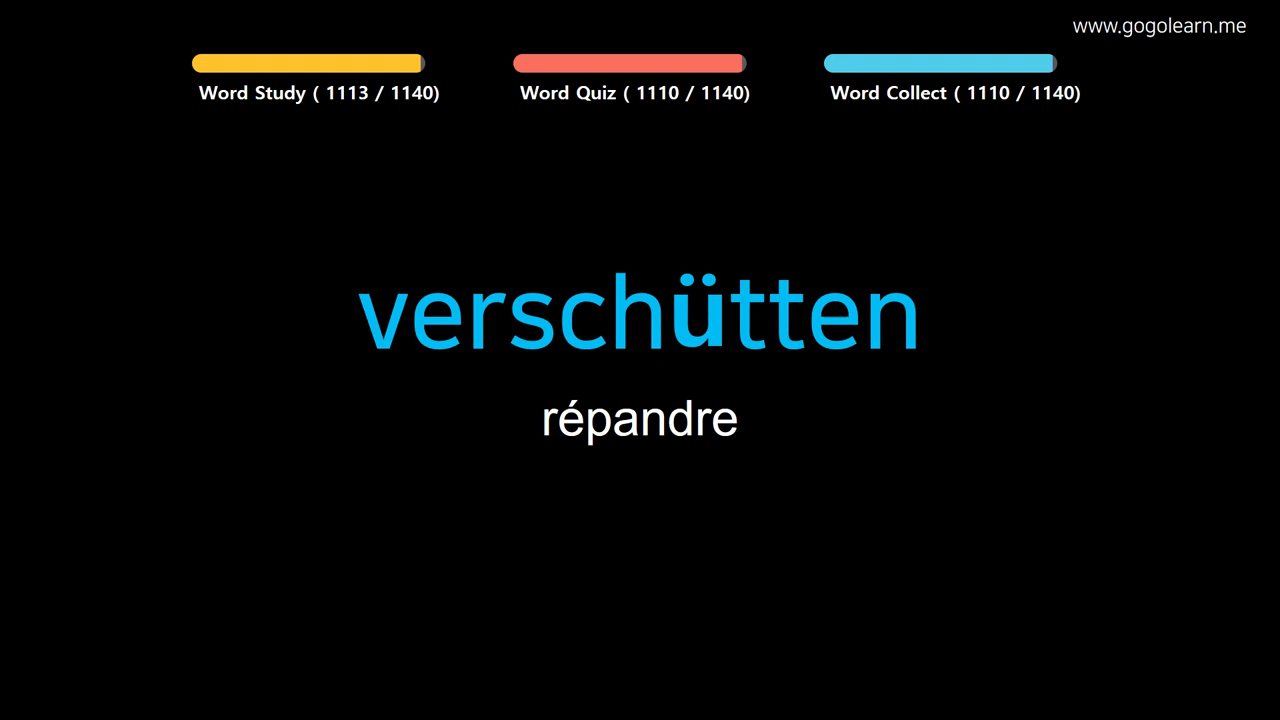 www.gogolearn.me
Word Study ( 1113 / 1140)
Word Quiz ( 1110 / 1140)
Word Collect ( 1110 / 1140)
verschütten
répandre